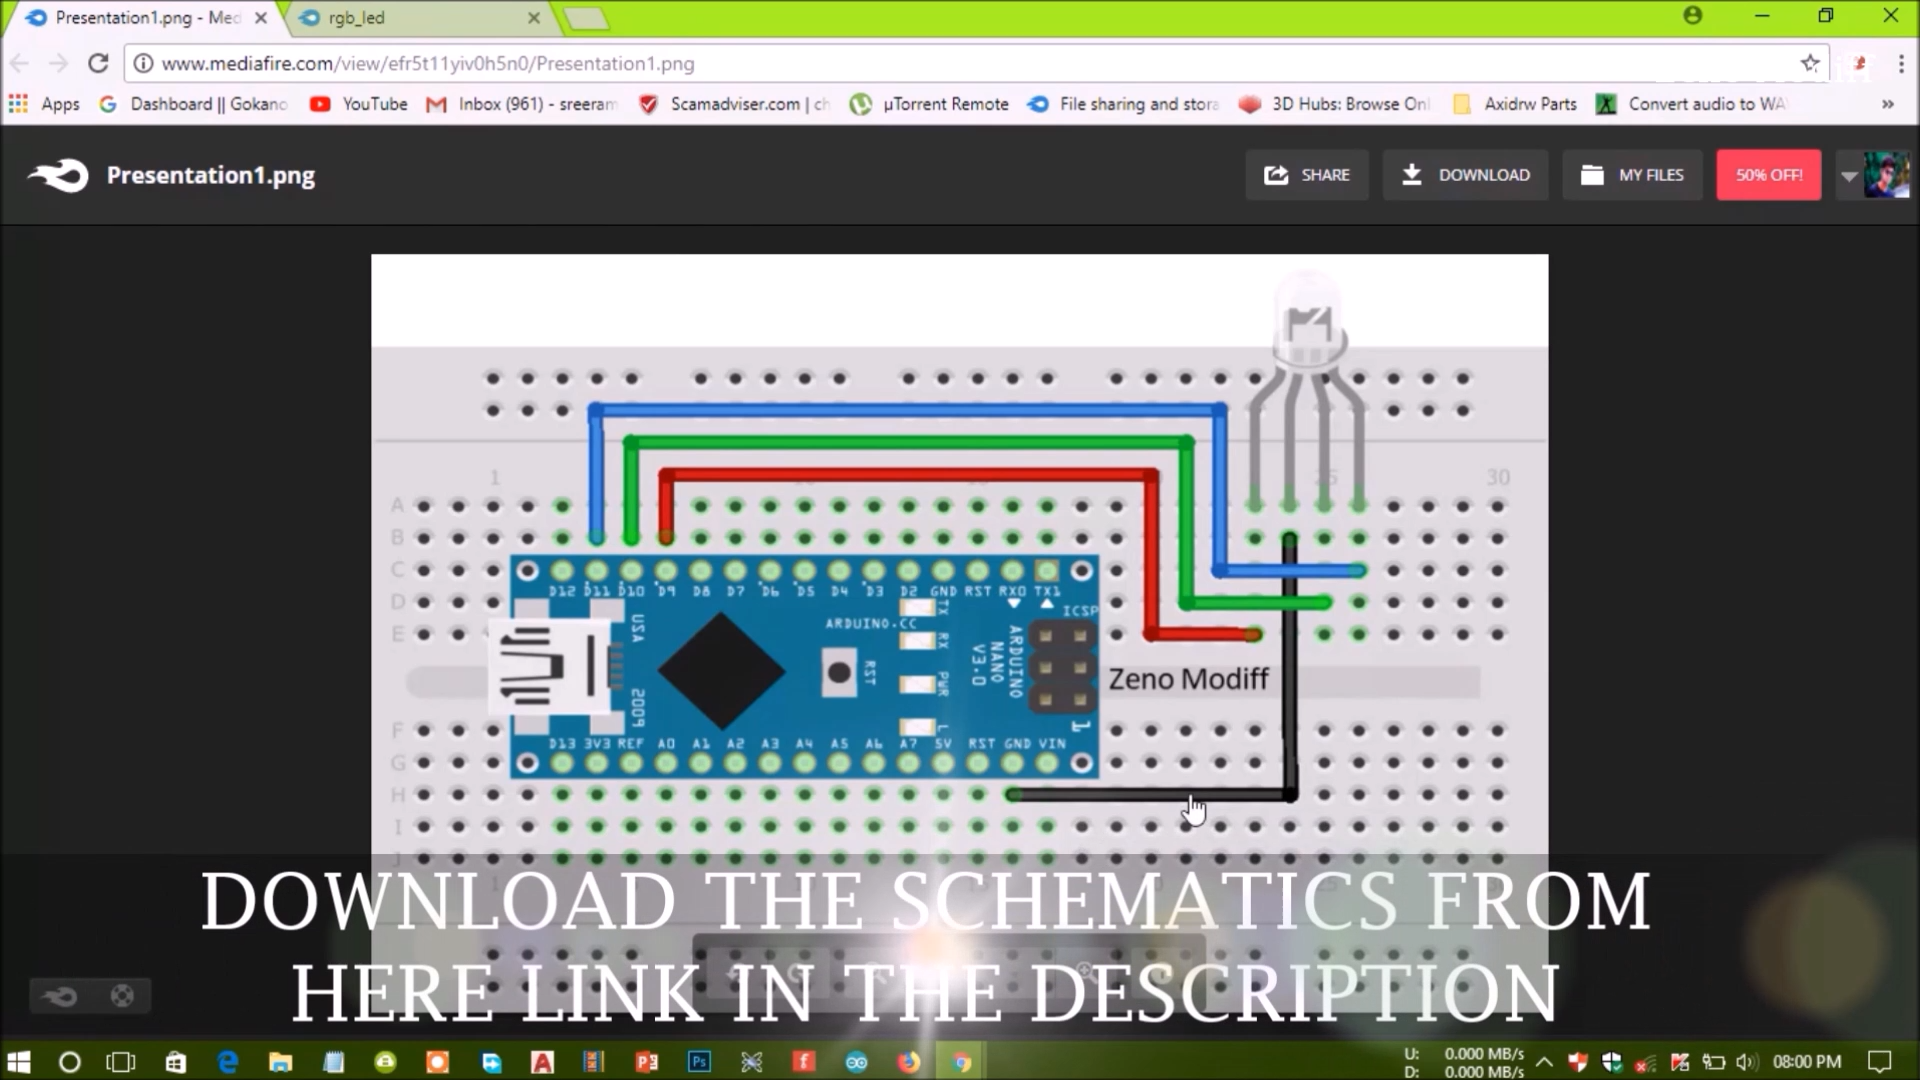 Presentation1.png - Med
rgb_led
www.mediafire.com/view/efr5t11yiv0h5n0/Presentation1.png
Apps
Dashboard || Gokano
YouTube
Inbox (961) - sreeram
Scamadviser.com | ch
µTorrent Remote
File sharing and stora
3D Hubs: Browse Onl
Axidrw Parts
Convert audio to WAV
Presentation1.png
SHARE
DOWNLOAD
MY FILES
50% OFF!
1
25
30
A
B
C
D
E
D12 D11 D10 D9 D8 D7 D6 D5 D4 D3 D2 GND RST RX0 TX1
ICSP
ARDUINO.CC
TX
RX
PWR
L
RST
USA
2009
ARDUINO
NANO
V3.0
1
Zeno Modiff
D13 3V3 REF A0 A1 A2 A3 A4 A5 A6 A7 5V RST GND VIN
F
G
H
I
J
1
25
DOWNLOAD THE SCHEMATICS FROM
HERE LINK IN THE DESCRIPTION
U: 0.000 MB/s
D: 0.000 MB/s
08:00 PM